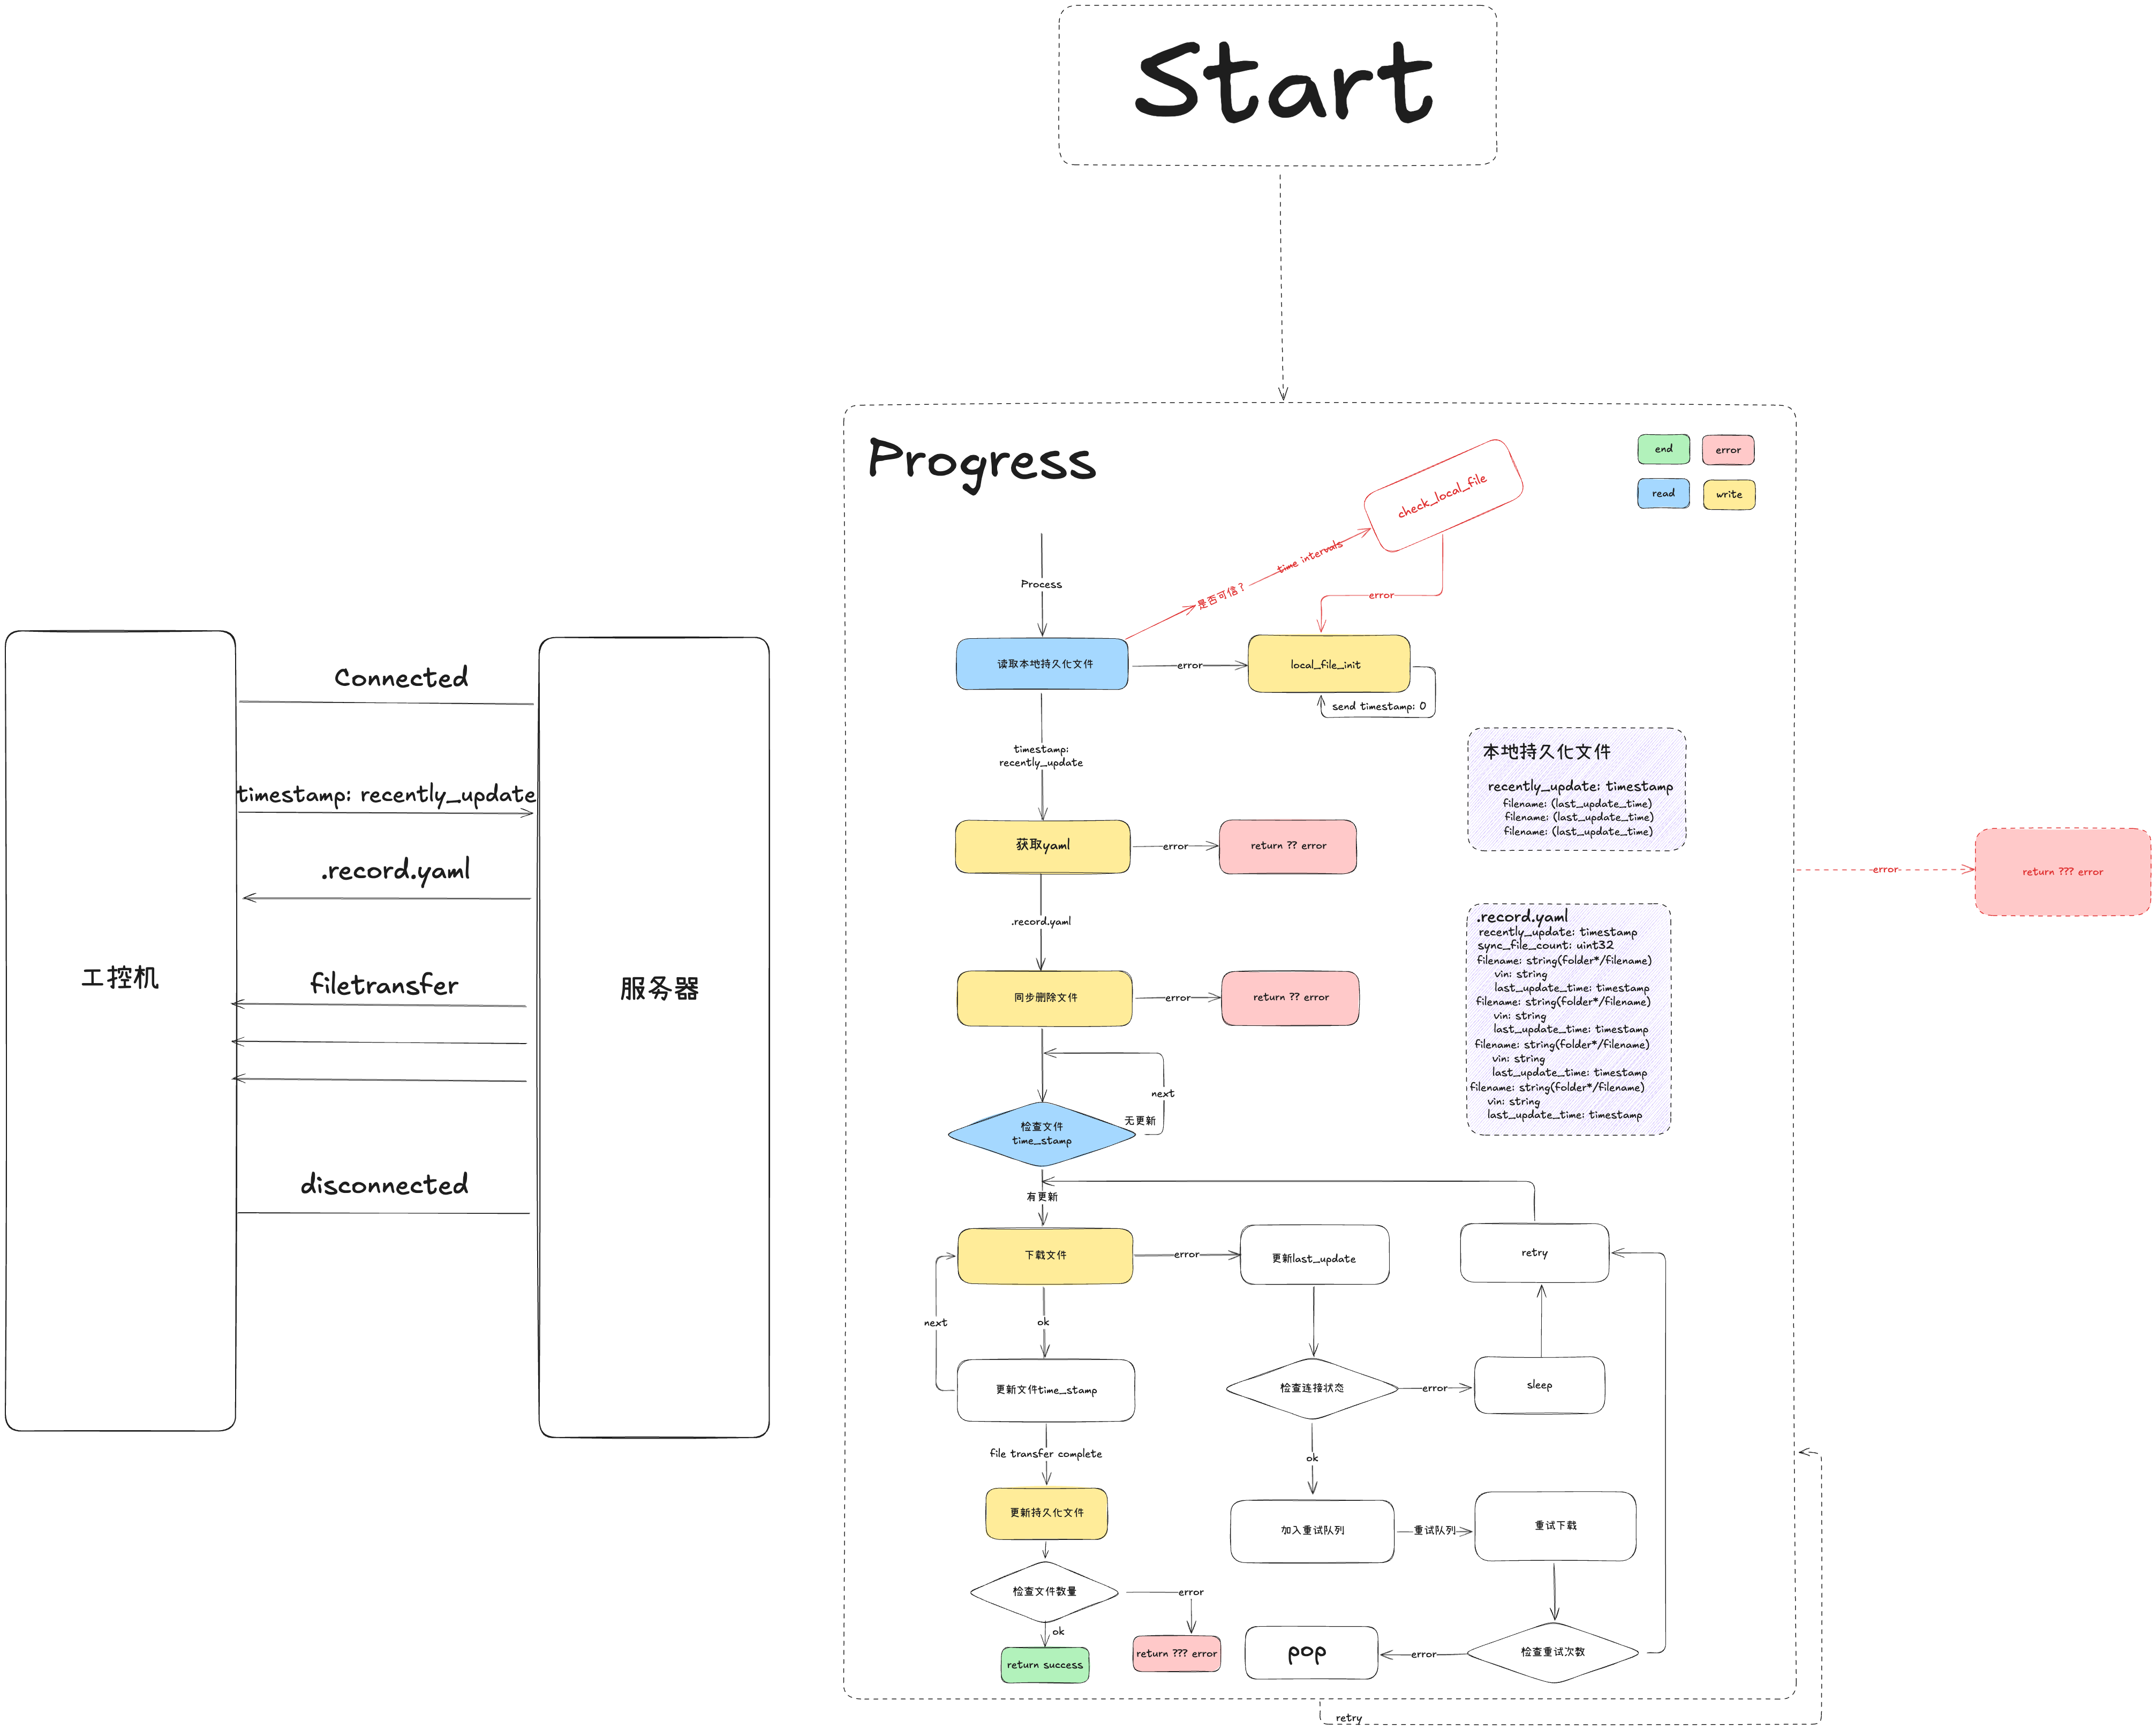 Start
工控机
Connected
timestamp: recently_update
.record.yaml
filetransfer
disconnected
服务器
Progress
end
error
read
write
Process
是否可信？
time intervals
check_local_file
error
读取本地持久化文件
error
local_file_init
send timestamp: 0
timestamp:
recently_update
本地持久化文件
recently_update: timestamp
filename: (last_update_time)
filename: (last_update_time)
filename: (last_update_time)
获取yaml
error
return ?? error
.record.yaml
.record.yaml
recently_update: timestamp
sync_file_count: uint32
filename: string(folder*/filename)
vin: string
last_update_time: timestamp
filename: string(folder*/filename)
vin: string
last_update_time: timestamp
filename: string(folder*/filename)
vin: string
last_update_time: timestamp
filename: string(folder*/filename)
vin: string
last_update_time: timestamp
同步删除文件
error
return ?? error
next
无更新
检查文件
time_stamp
有更新
下载文件
error
更新last_update
retry
next
ok
更新文件time_stamp
检查连接状态
error
sleep
file transfer complete
ok
更新持久化文件
加入重试队列
重试队列
重试下载
检查文件数量
error
ok
return success
return ??? error
pop
error
检查重试次数
retry
error
return ??? error